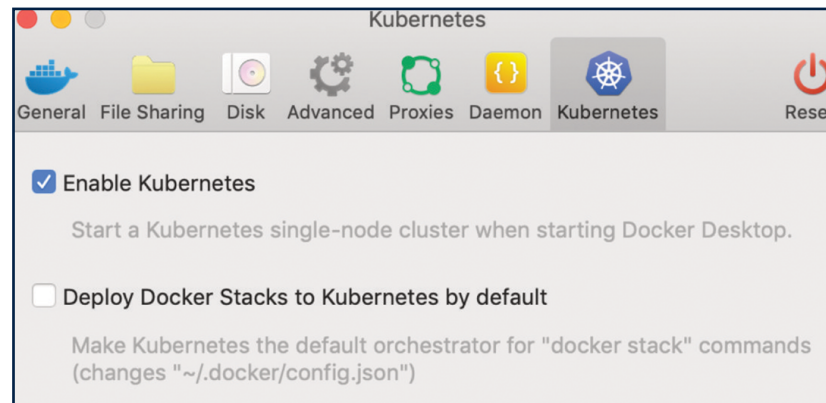 Kubernetes
General File Sharing Disk Advanced Proxies Daemon Kubernetes Rese
Enable Kubernetes
Start a Kubernetes single-node cluster when starting Docker Desktop.
Deploy Docker Stacks to Kubernetes by default
Make Kubernetes the default orchestrator for "docker stack" commands
(changes "~/.docker/config.json")